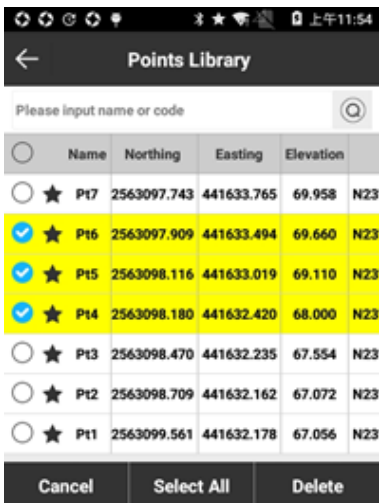 上午11:54
Points Library
Please input name or code
Name Northing Easting Elevation
Pt7 2563097.743 441633.765 69.958 N23
Pt6 2563097.909 441633.494 69.660 N23
Pt5 2563098.116 441633.019 69.110 N23
Pt4 2563098.180 441632.420 68.000 N23
Pt3 2563098.470 441632.235 67.554 N23
Pt2 2563098.709 441632.162 67.072 N23
Pt1 2563099.561 441632.178 67.056 N23
Cancel Select All Delete